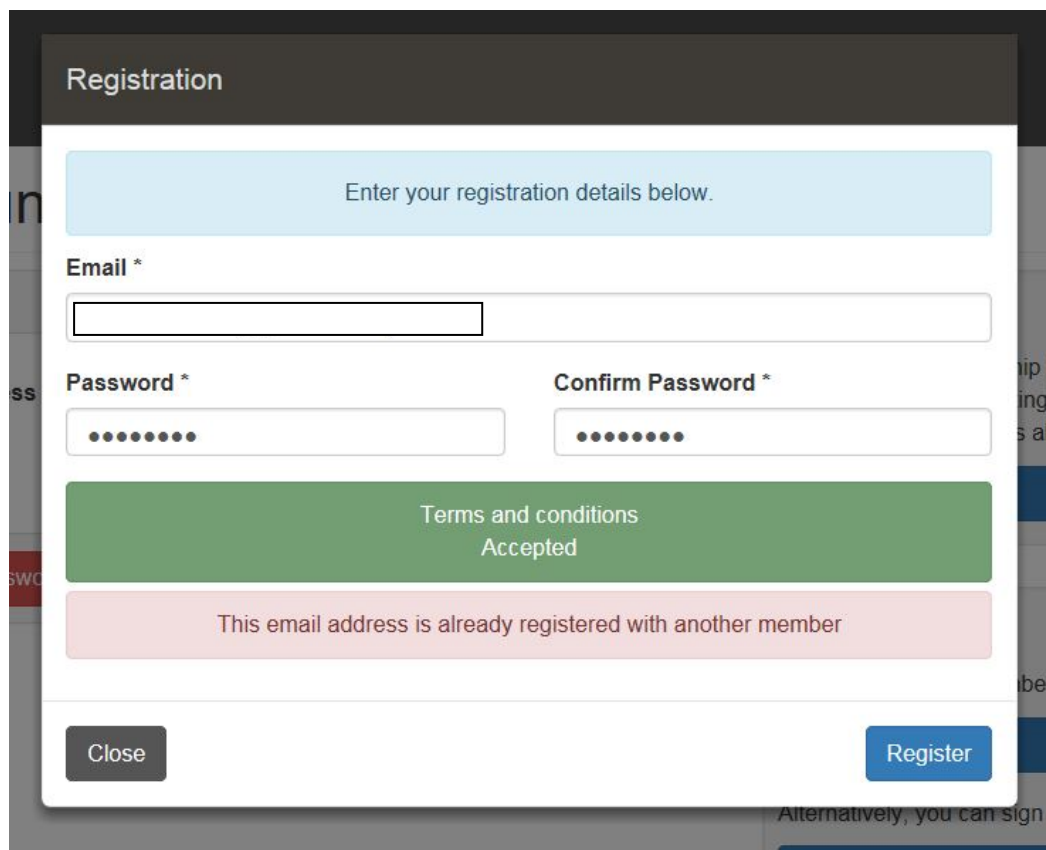 Registration
Enter your registration details below.
Email *
Password *
Confirm Password *
Terms and conditions
Accepted
This email address is already registered with another member
Close
Register
Alternatively, you can sign